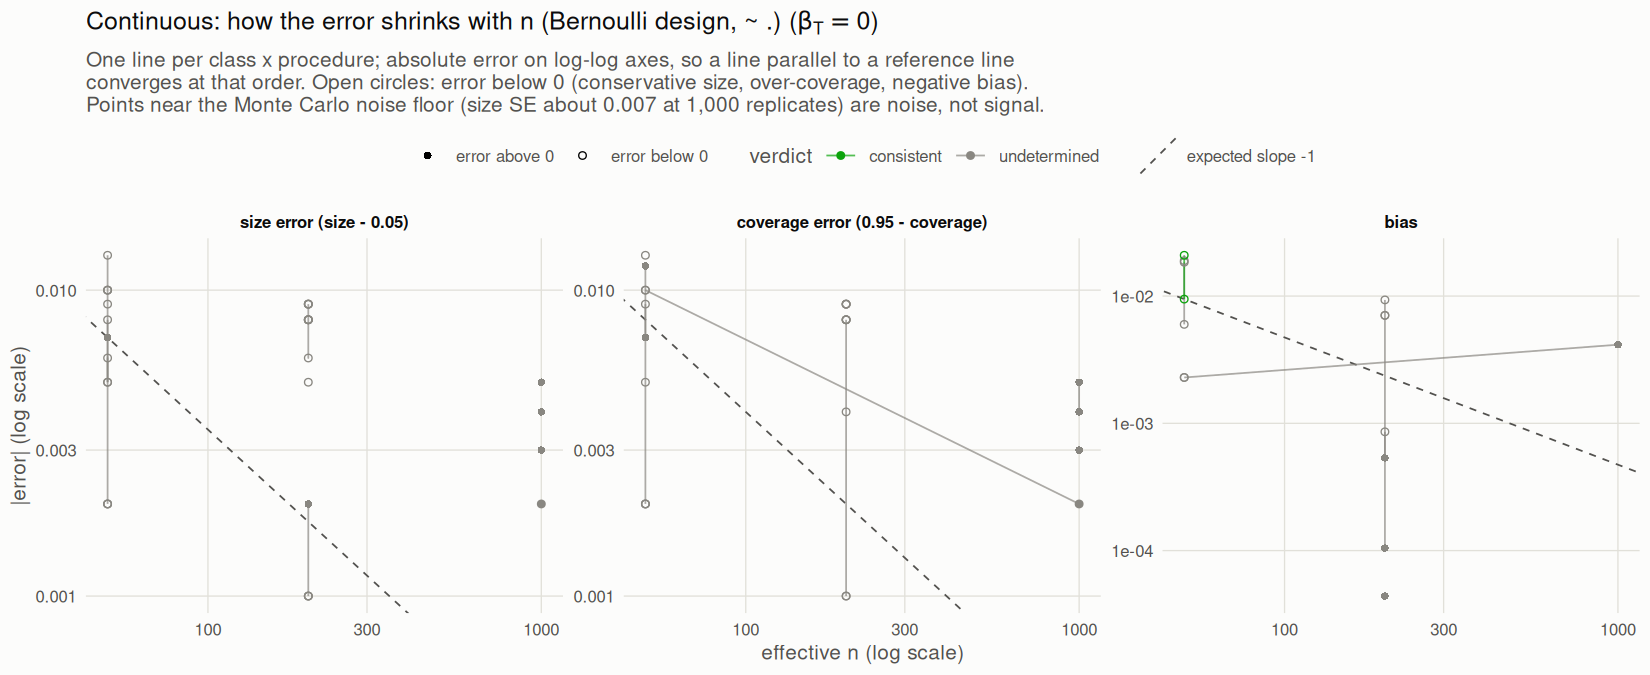 Continuous: how the error shrinks with n (Bernoulli design, ~ .) (βT = 0)
One line per class x procedure; absolute error on log-log axes, so a line parallel to a reference line
converges at that order. Open circles: error below 0 (conservative size, over-coverage, negative bias).
Points near the Monte Carlo noise floor (size SE about 0.007 at 1,000 replicates) are noise, not signal.
error above 0 error below 0 verdict consistent undetermined expected slope -1
size error (size - 0.05)
coverage error (0.95 - coverage)
bias
|error| (log scale)
0.010
0.003
0.001
100 300 1000
0.010
0.003
0.001
100 300 1000
1e-02
1e-03
1e-04
100 300 1000
effective n (log scale)